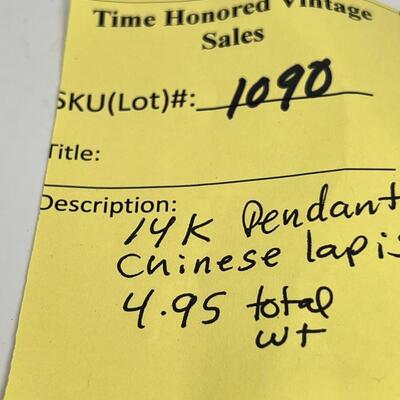 Time Honored Vintage
Sales
SKU(Lot)#: 1090
Title:
Description:
14K Pendant
Chinese lapis
4.95 total
wt